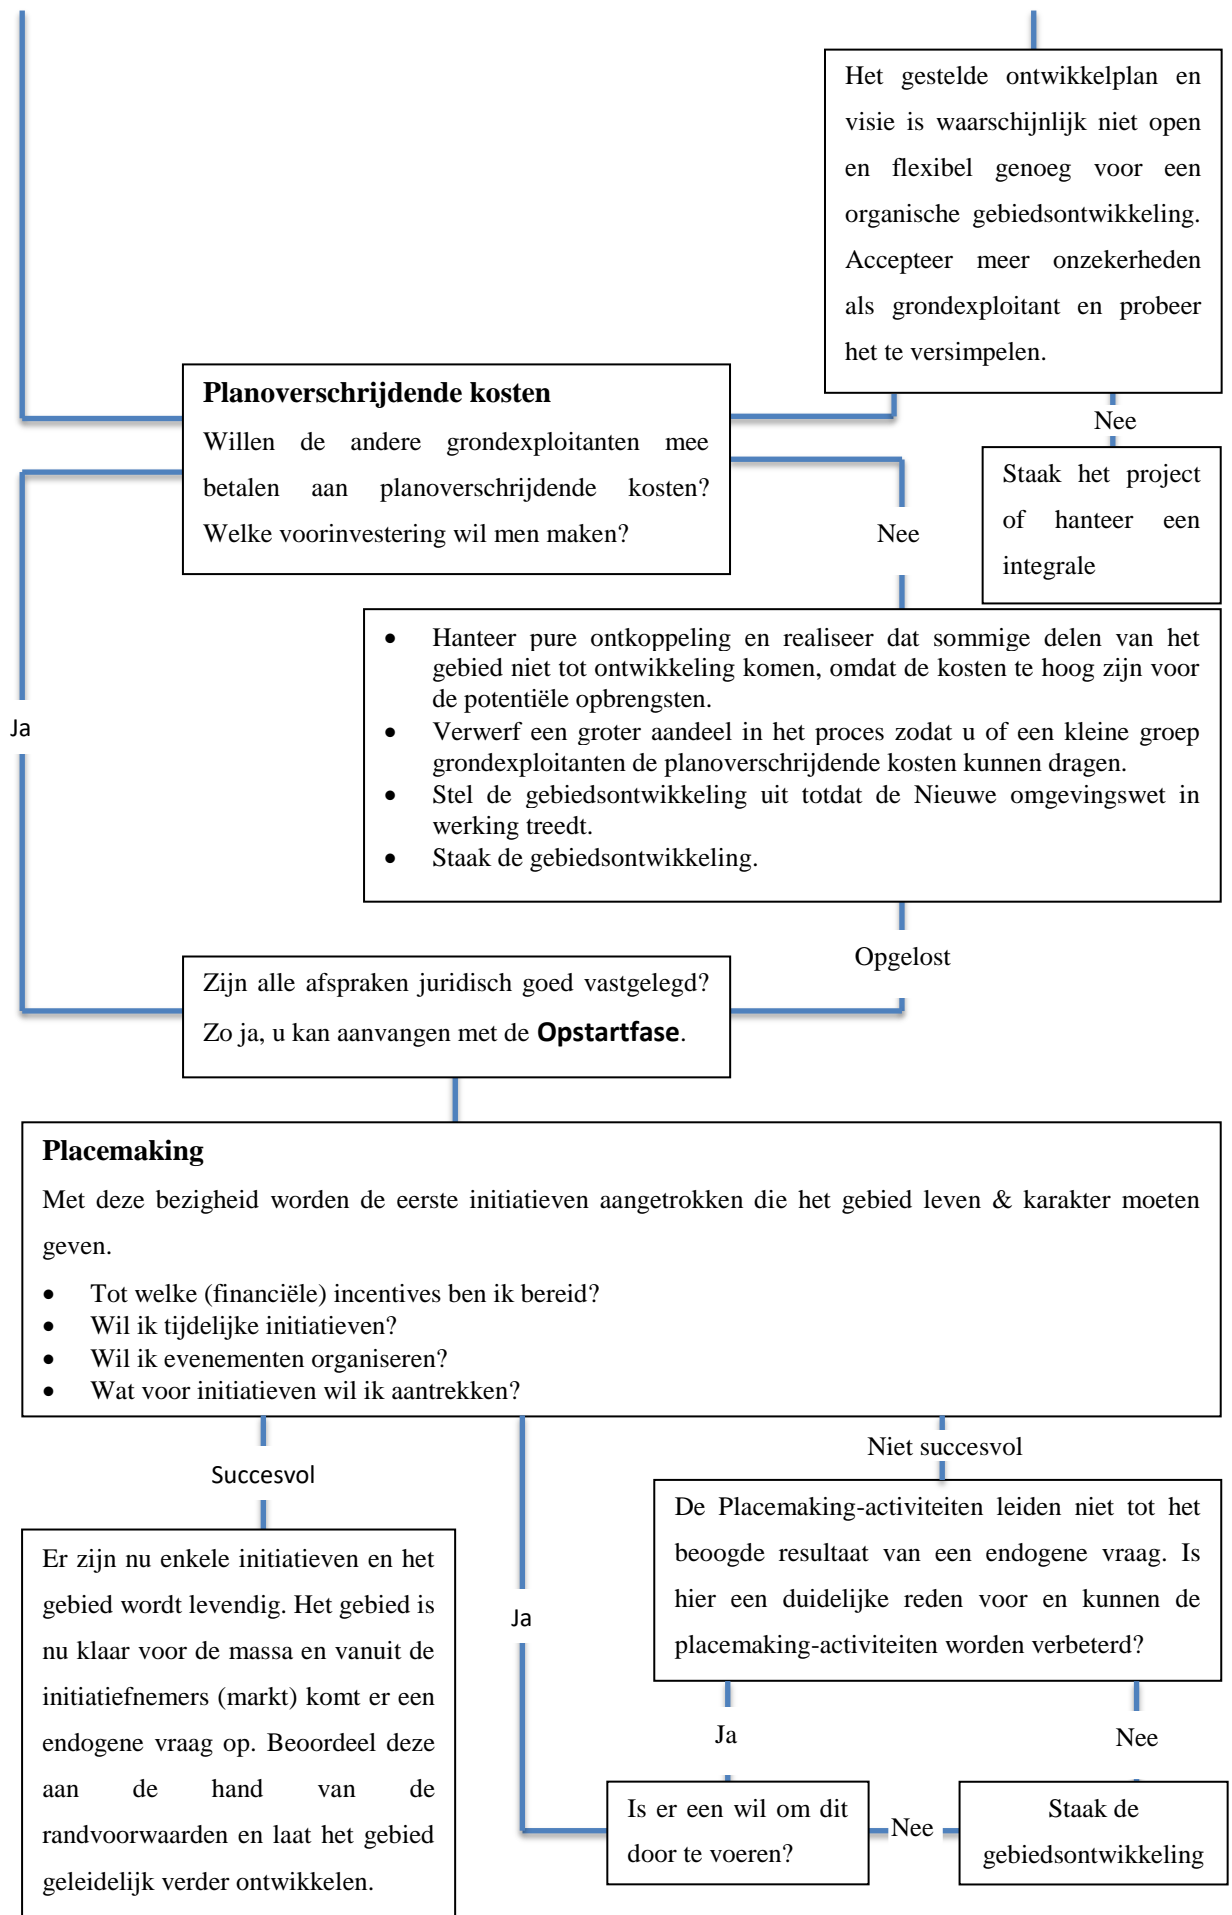 Het gestelde ontwikkelplan en
visie is waarschijnlijk niet open
en flexibel genoeg voor een
organische gebiedsontwikkeling.
Accepteer meer onzekerheden
als grondexploitant en probeer
het te versimpelen.
Planoverschrijdende kosten
Willen de andere grondexploitanten mee
betalen aan planoverschrijdende kosten?
Welke voorinvestering wil men maken?
Nee
Staak het project
of hanteer een
integrale
Nee
• Hanteer pure ontkoppeling en realiseer dat sommige delen van het
gebied niet tot ontwikkeling komen, omdat de kosten te hoog zijn voor
de potentiële opbrengsten.
• Verwerf een groter aandeel in het proces zodat u of een kleine groep
grondexploitanten de planoverschrijdende kosten kunnen dragen.
• Stel de gebiedsontwikkeling uit totdat de Nieuwe omgevingswet in
werking treedt.
• Staak de gebiedsontwikkeling.
Ja
Opgelost
Zijn alle afspraken juridisch goed vastgelegd?
Zo ja, u kan aanvangen met de Opstartfase.
Placemaking
Met deze bezigheid worden de eerste initiatieven aangetrokken die het gebied leven & karakter moeten
geven.
• Tot welke (financiële) incentives ben ik bereid?
• Wil ik tijdelijke initiatieven?
• Wil ik evenementen organiseren?
• Wat voor initiatieven wil ik aantrekken?
Succesvol
Niet succesvol
Er zijn nu enkele initiatieven en het
gebied wordt levendig. Het gebied is
nu klaar voor de massa en vanuit de
initiatiefnemers (markt) komt er een
endogene vraag op. Beoordeel deze
aan de hand van de
randvoorwaarden en laat het gebied
geleidelijk verder ontwikkelen.
Ja
De Placemaking-activiteiten leiden niet tot het
beoogde resultaat van een endogene vraag. Is
hier een duidelijke reden voor en kunnen de
placemaking-activiteiten worden verbeterd?
Ja
Nee
Is er een wil om dit
door te voeren?
Nee
Staak de
gebiedsontwikkeling